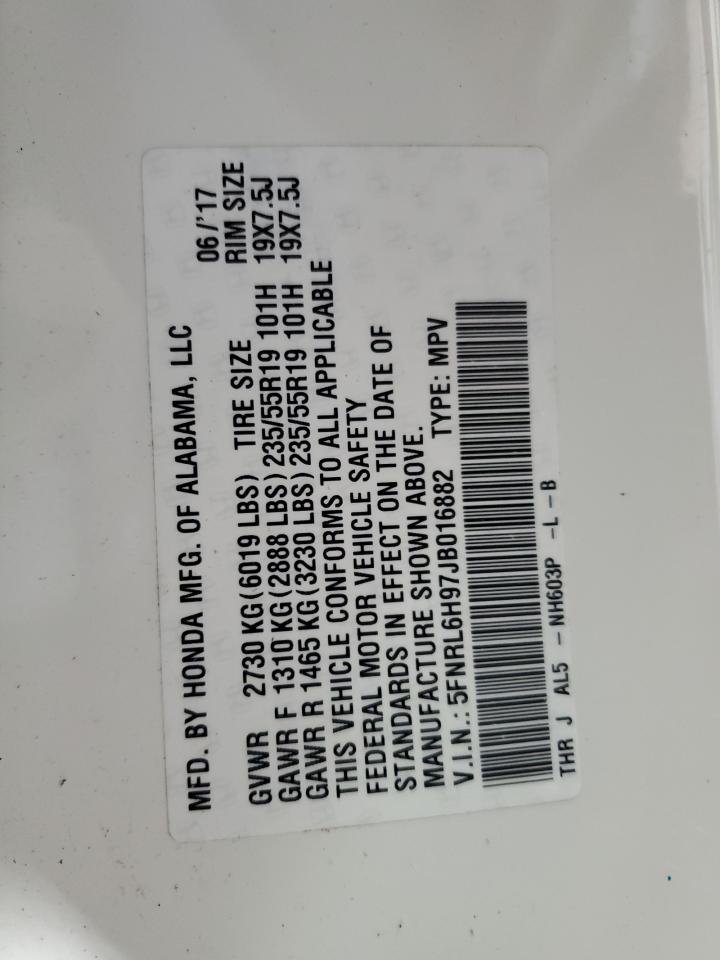 MFD. BY HONDA MFG. OF ALABAMA, LLC 06/'17
GVWR 2730 KG(6019 LBS) TIRE SIZE RIM SIZE
GAWR F 1310 KG(2888 LBS) 235/55R19 101H 19X7.5J
GAWR R 1465 KG(3230 LBS) 235/55R19 101H 19X7.5J
THIS VEHICLE CONFORMS TO ALL APPLICABLE
FEDERAL MOTOR VEHICLE SAFETY
STANDARDS IN EFFECT ON THE DATE OF
MANUFACTURE SHOWN ABOVE.
V.I.N.: 5FNRL6H97JB016882 TYPE: MPV
THR J AL5 - NH603P -L - B